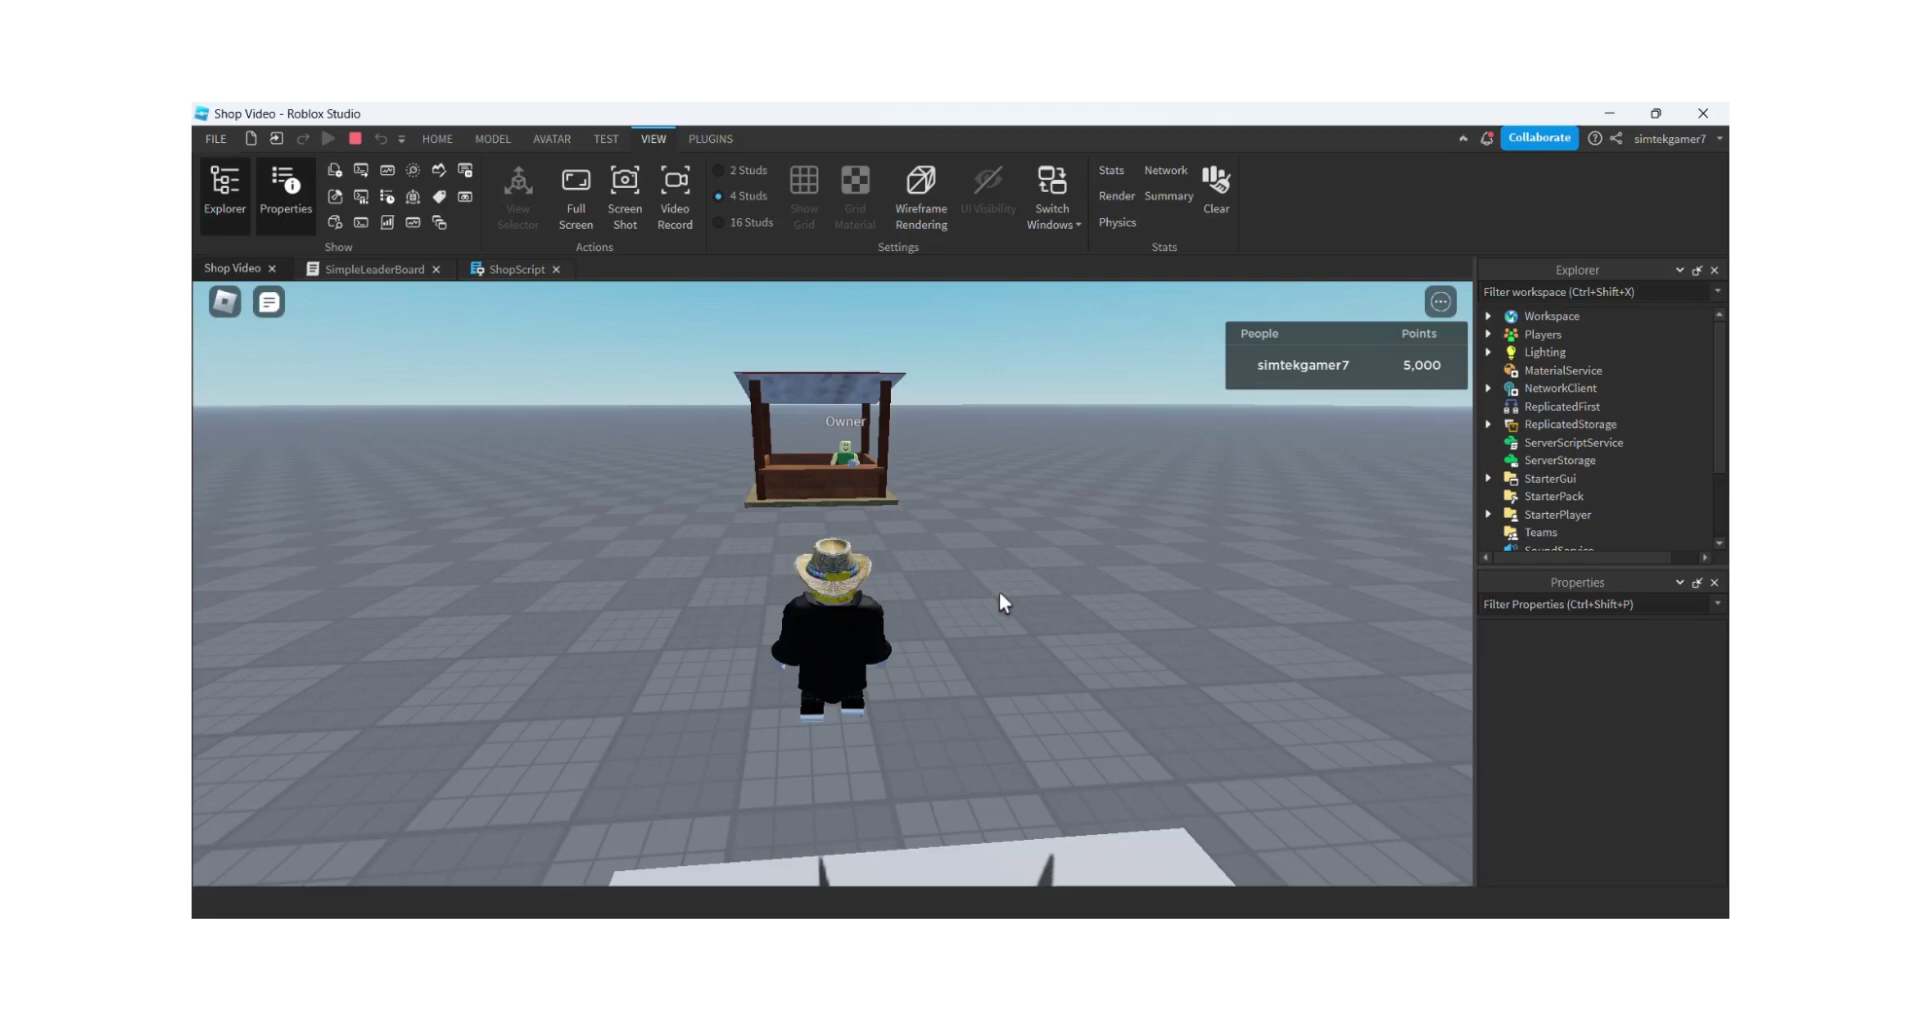 Shop Video - Roblox Studio
FILE HOME MODEL AVATAR TEST VIEW PLUGINS Collaborate simtekgamer7
Explorer Properties
Show
View Selector
Full Screen
Screen Shot
Video Record
Actions
2 Studs
4 Studs
16 Studs
Show Grid
Grid Material
Wireframe Rendering
UI Visibility
Switch Windows
Settings
Stats Network
Render Summary
Physics
Clear
Stats
Shop Video SimpleLeaderBoard ShopScript
People Points
simtekgamer7 5,000
Owner
Explorer
Filter workspace (Ctrl+Shift+X)
Workspace
Players
Lighting
MaterialService
NetworkClient
ReplicatedFirst
ReplicatedStorage
ServerScriptService
ServerStorage
StarterGui
StarterPack
StarterPlayer
Teams
SoundService
Properties
Filter Properties (Ctrl+Shift+P)